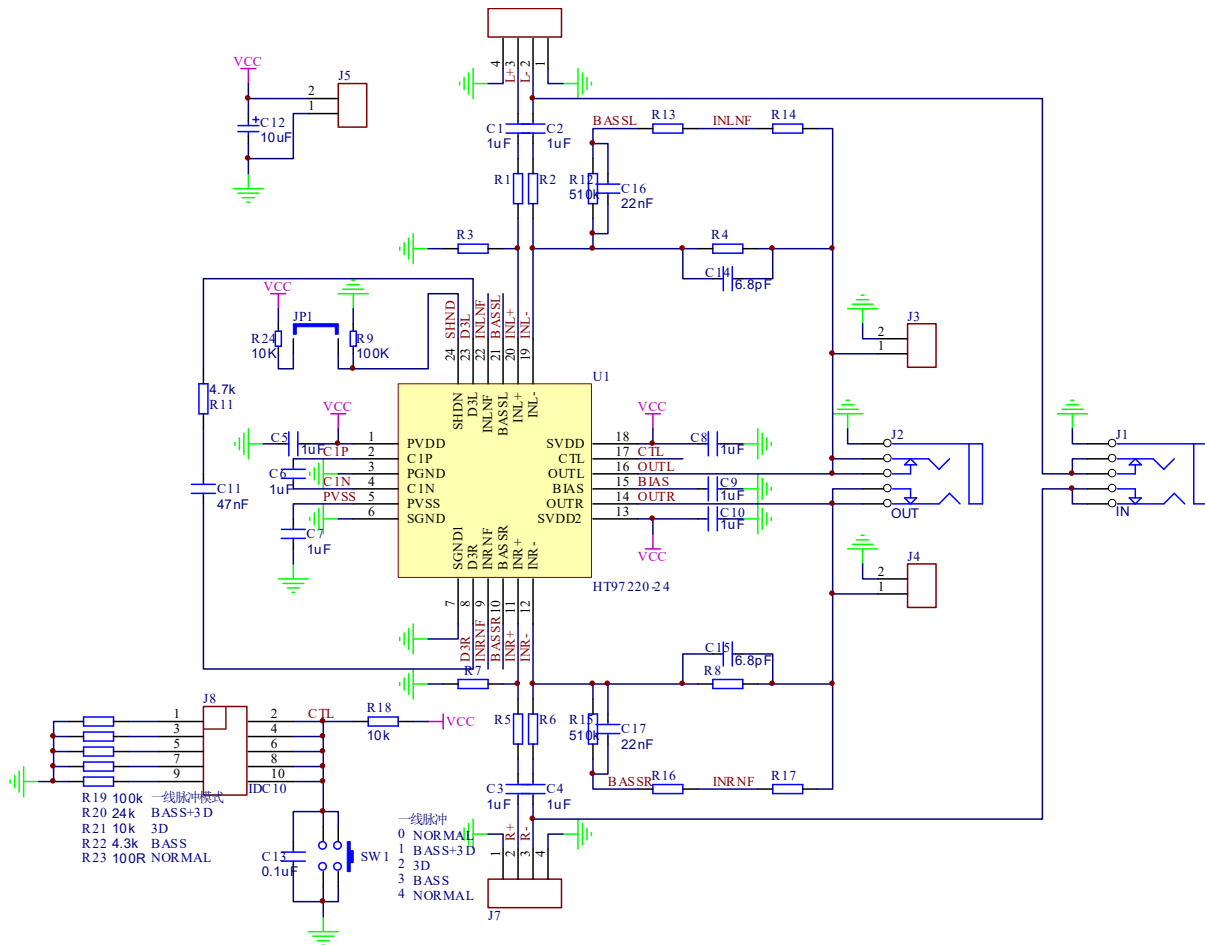 4
3
2
1
L+
L-
VCC
J5
2
1
C12
10uF
C1
1uF
C2
1uF
BASSL
R13
INLNF
R14
R1
R2
R12
510k
C16
22nF
R3
R4
C14
6.8pF
VCC
JP1
R24
10K
R9
100K
SHND
D3L
INLNF
BASSL
INL+
INL-
24
23
22
21
20
19
J3
2
1
U1
4.7k
R11
C11
47nF
SHDN
D3L
INLNF
BASSL
INL+
INL-
VCC
C5
1uF
C1P
C6
1uF
C1N
PVSS
C7
1uF
1 PVDD
2 C1P
3 PGND
4 C1N
5 PVSS
6 SGND
SVDD 18
CTL 17 CTL
OUTL 16 OUTL
BIAS 15 BIAS
OUTR 14 OUTR
SVDD2 13
VCC
C8
1uF
C9
1uF
C10
1uF
VCC
J2
OUT
J1
IN
SGND1
D3R
INRNF
BASSR
INR+
INR-
HT97220-24
7
8
9
10
11
12
D3R
INRNF
BASSR
INR+
INR-
J4
2
1
R7
C15
6.8pF
R8
R5
R6
R15
510k
C17
22nF
BASSR
R16
INRNF
R17
C3
1uF
C4
1uF
J8
1 2
3 4
5 6
7 8
9 10
IDC10
CTL
R18
10k
VCC
R19 100k 一线脉冲模式
R20 24k BASS+3D
R21 10k 3D
R22 4.3k BASS
R23 100R NORMAL
C13
0.1uF
SW1
一线脉冲
0 NORMAL
1 BASS+3D
2 3D
3 BASS
4 NORMAL
R+
R-
1
2
3
4
J7